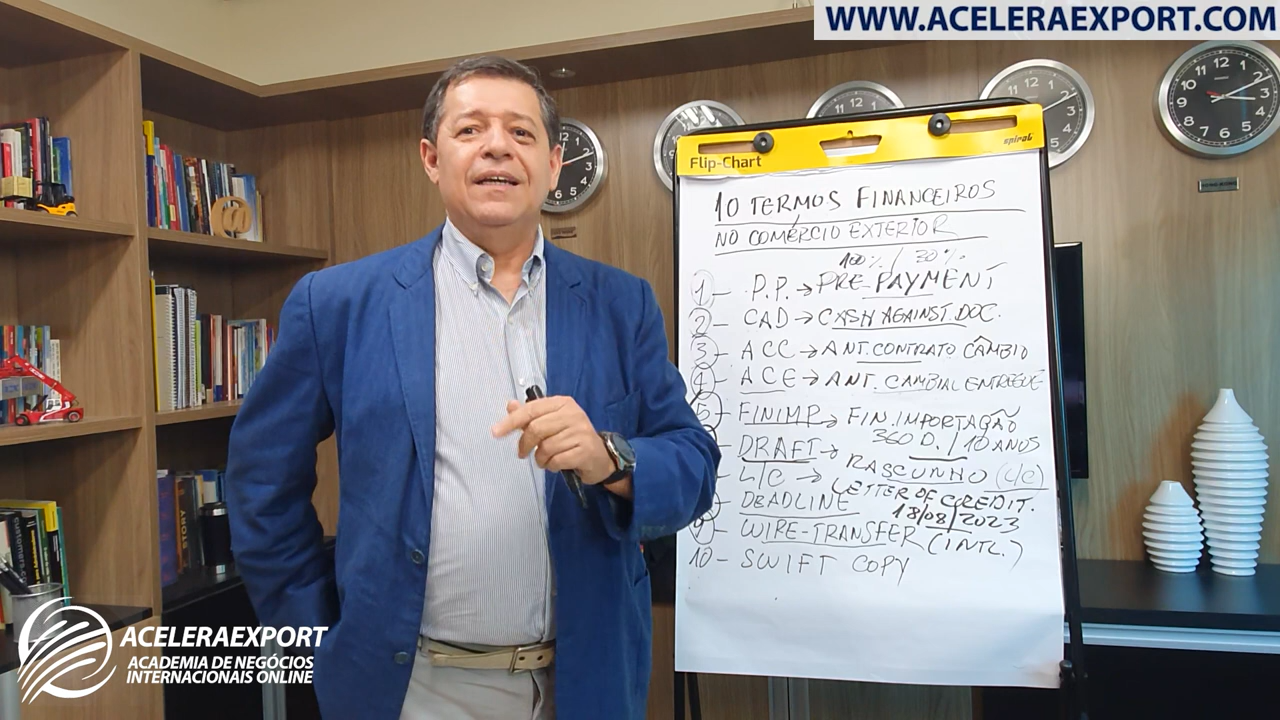 WWW.ACELERAEXPORT.COM
Flip-Chart
spiral
10 TERMOS FINANCEIROS
NO COMÉRCIO EXTERIOR
100% / 30%
1 - P.P. → PRE-PAYMENT
2 - CAD → CASH AGAINST DOC.
3 - ACC → ANT. CONTRATO CÂMBIO
4 - ACE → ANT. CAMBIAL ENTREGUE
5 - FINIMP → FIN. IMPORTAÇÃO
360 D. / 10 ANOS
DRAFT → RASCUNHO (L/C)
L/C → LETTER OF CREDIT.
DEADLINE 18/08/2023
9 - WIRE-TRANSFER (INTL.)
10 - SWIFT COPY
STORY
ACELERAEXPORT
ACADEMIA DE NEGÓCIOS
INTERNACIONAIS ONLINE